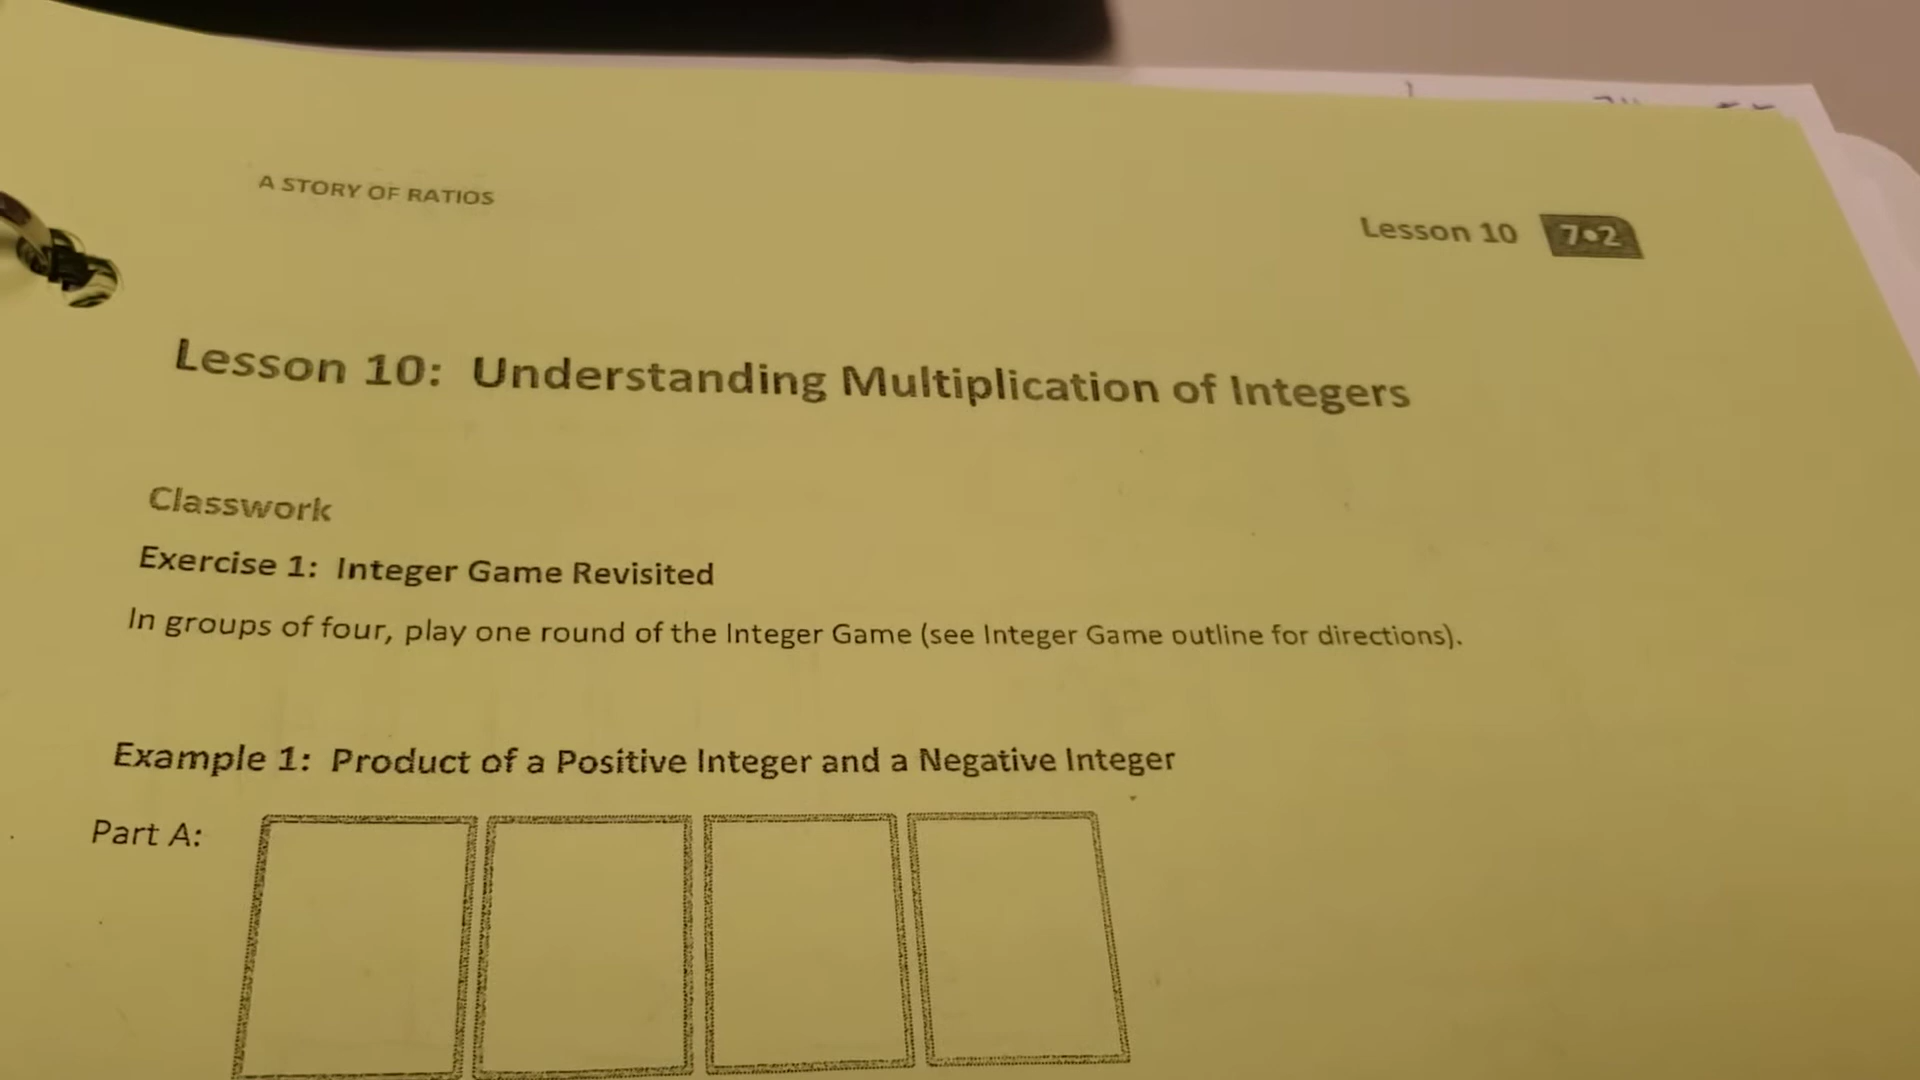 A STORY OF RATIOS
Lesson 10 7•2
Lesson 10: Understanding Multiplication of Integers
Classwork
Exercise 1: Integer Game Revisited
In groups of four, play one round of the Integer Game (see Integer Game outline for directions).
Example 1: Product of a Positive Integer and a Negative Integer
Part A: